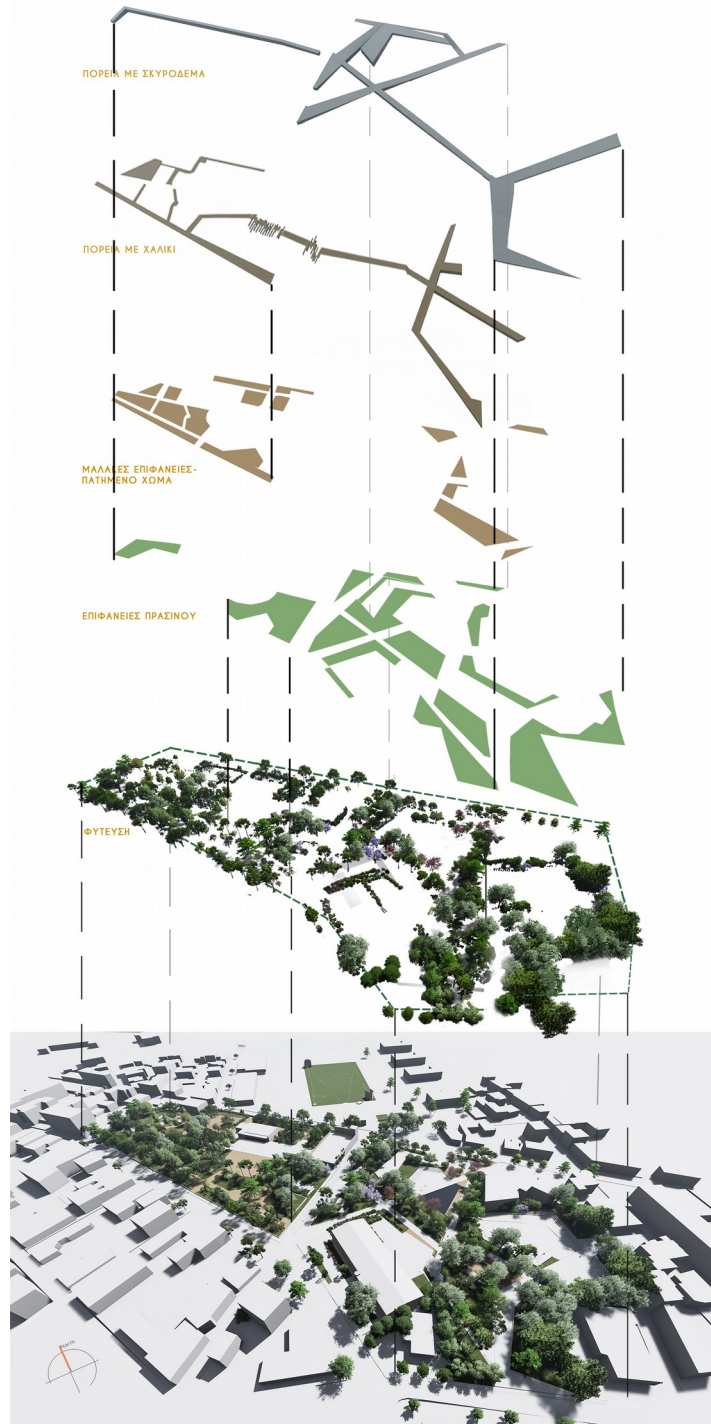 ΠΟΡΕΙΑ ΜΕ ΣΚΥΡΟΔΕΜΑ
ΠΟΡΕΙΑ ΜΕ ΧΑΛΙΚΙ
ΜΑΛΑΚΕΣ ΕΠΙΦΑΝΕΙΕΣ-
ΠΑΤΗΜΕΝΟ ΧΩΜΑ
ΕΠΙΦΑΝΕΙΕΣ ΠΡΑΣΙΝΟΥ
ΦΥΤΕΥΣΗ
North